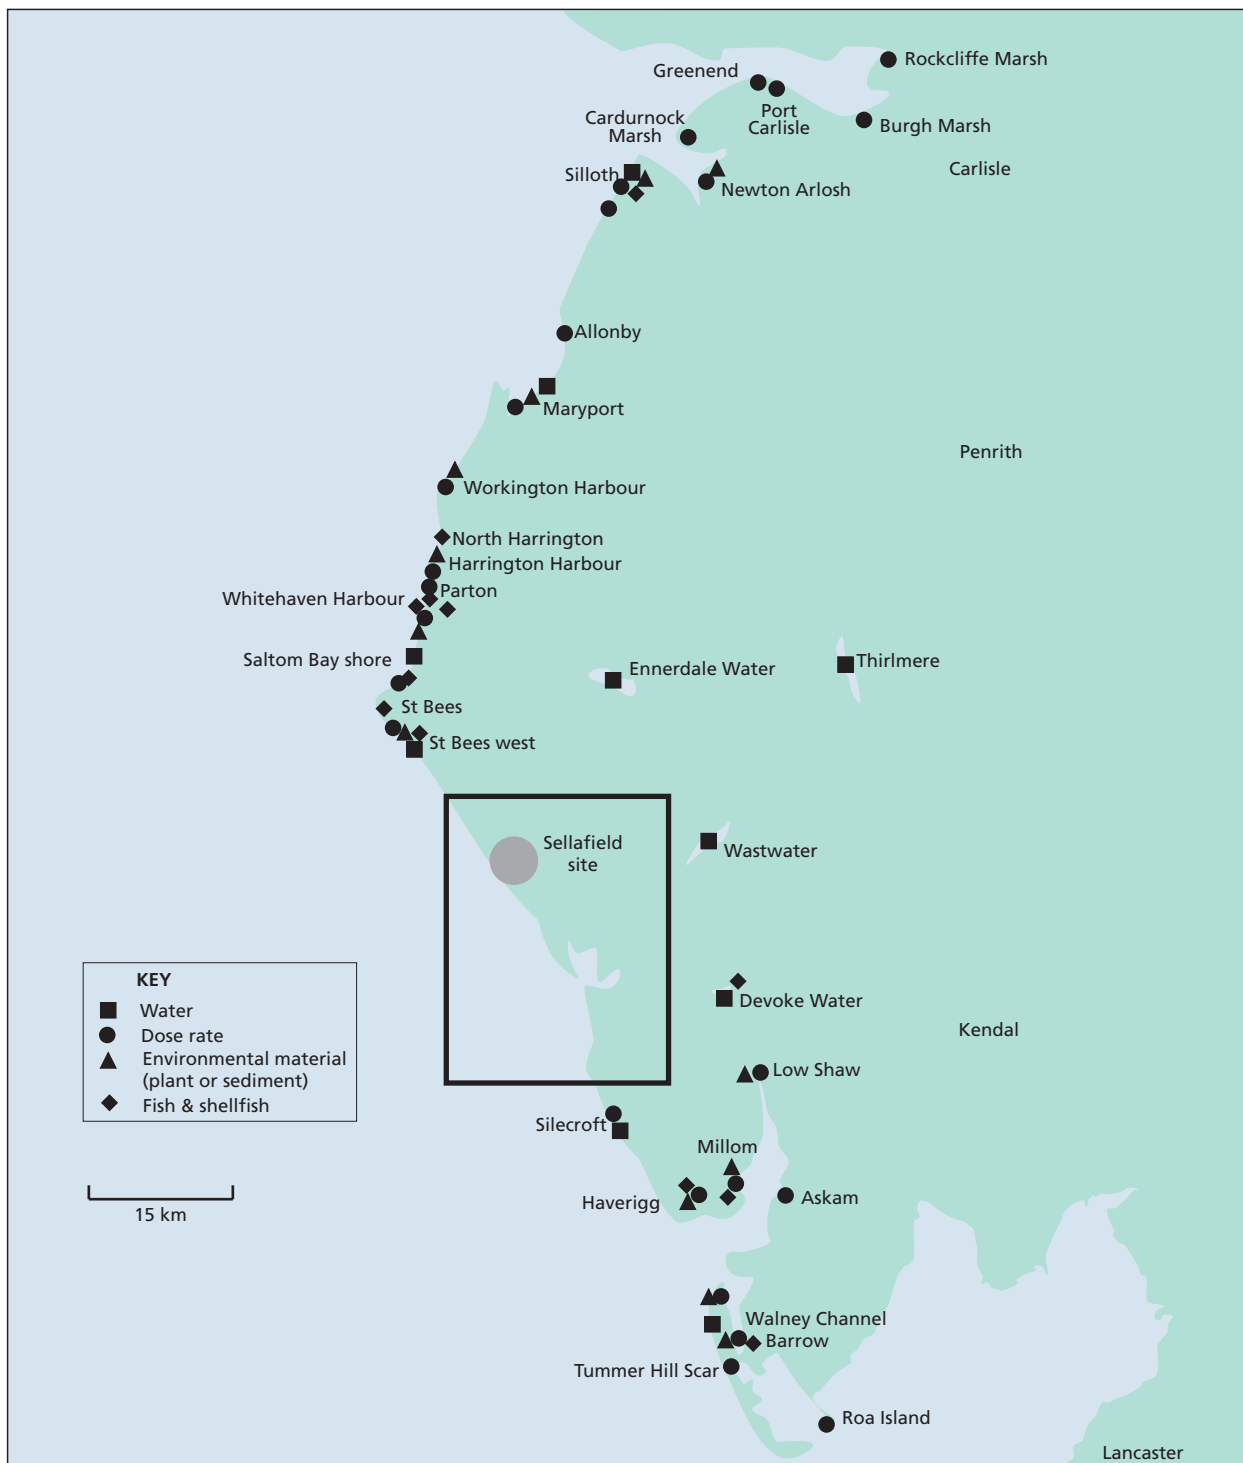 Rockcliffe Marsh
Greenend
Port
Carlisle
Cardurnock
Marsh
Burgh Marsh
Carlisle
Silloth
Newton Arlosh
Allonby
Maryport
Penrith
Workington Harbour
North Harrington
Harrington Harbour
Parton
Whitehaven Harbour
Saltom Bay shore
Ennerdale Water
Thirlmere
St Bees
St Bees west
Sellafield
site
Wastwater
KEY
Water
Dose rate
Environmental material
(plant or sediment)
Fish & shellfish
Devoke Water
Kendal
Low Shaw
Silecroft
Millom
Haverigg
Askam
15 km
Walney Channel
Barrow
Tummer Hill Scar
Roa Island
Lancaster